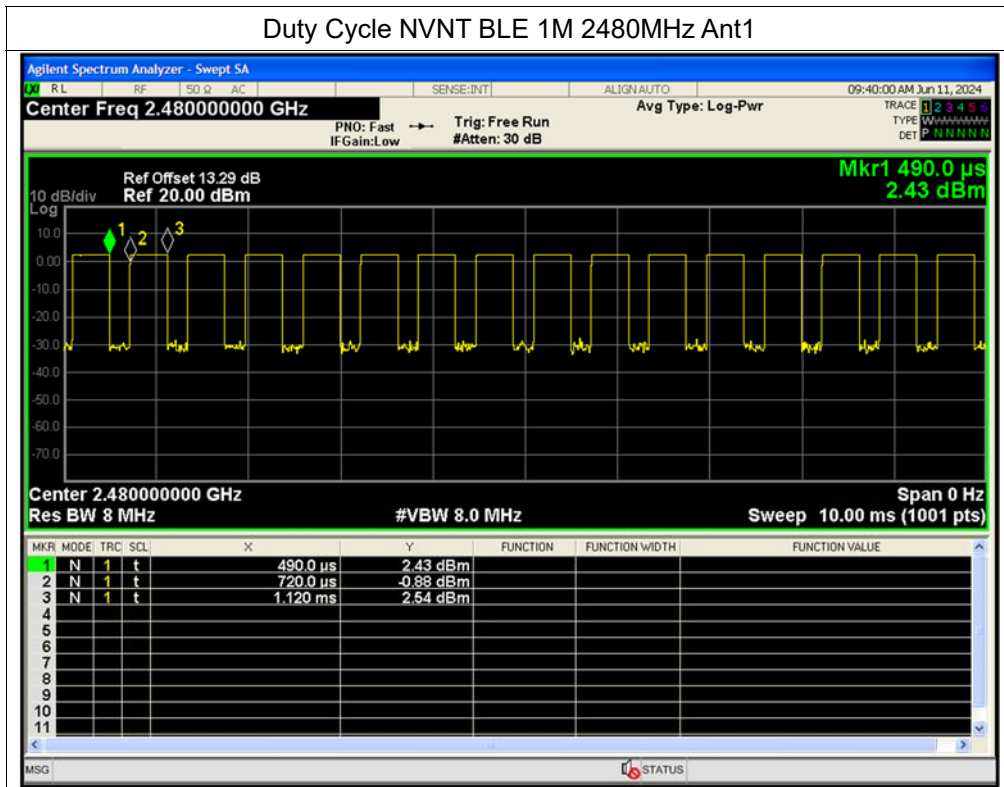 Duty Cycle NVNT BLE 1M 2480MHz Ant1
Agilent Spectrum Analyzer - Swept SA
LXI RL RF 50 Ω AC SENSE:INT ALIGNAUTO 09:40:00 AM Jun 11, 2024
Center Freq 2.480000000 GHz Avg Type: Log-Pwr TRACE 1 2 3 4 5 6
PNO: Fast Trig: Free Run TYPE WWWWWW
IFGain:Low #Atten: 30 dB DET P N N N N N
Mkr1 490.0 µs
Ref Offset 13.29 dB
10 dB/div Ref 20.00 dBm 2.43 dBm
Log
10.0
1 2 3
0.00
-10.0
-20.0
-30.0
-40.0
-50.0
-60.0
-70.0
Center 2.480000000 GHz Span 0 Hz
Res BW 8 MHz #VBW 8.0 MHz Sweep 10.00 ms (1001 pts)
MKR MODE TRC SCL X Y FUNCTION FUNCTION WIDTH FUNCTION VALUE
1 N 1 t 490.0 µs 2.43 dBm
2 N 1 t 720.0 µs -0.88 dBm
3 N 1 t 1.120 ms 2.54 dBm
4
5
6
7
8
9
10
11
MSG STATUS